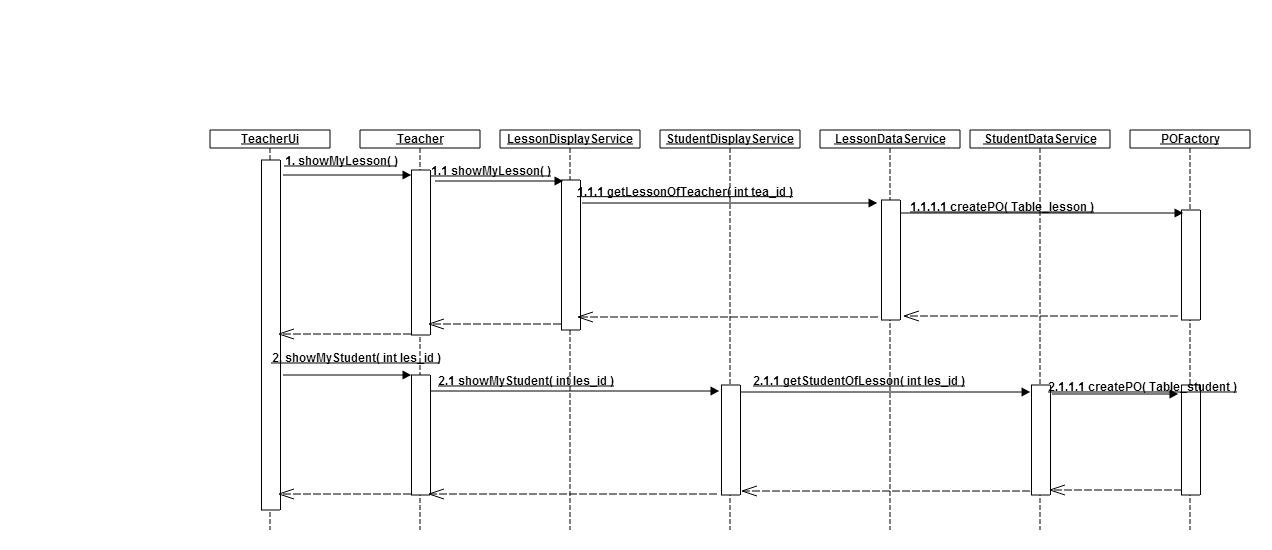 TeacherUi
Teacher
LessonDisplayService
StudentDisplayService
LessonDataService
StudentDataService
POFactory
1. showMyLesson( )
1.1 showMyLesson( )
1.1.1 getLessonOfTeacher( int tea_id )
1.1.1.1 createPO( Table_lesson )
2. showMyStudent( int les_id )
2.1 showMyStudent( int les_id )
2.1.1 getStudentOfLesson( int les_id )
2.1.1.1 createPO( Table_student )